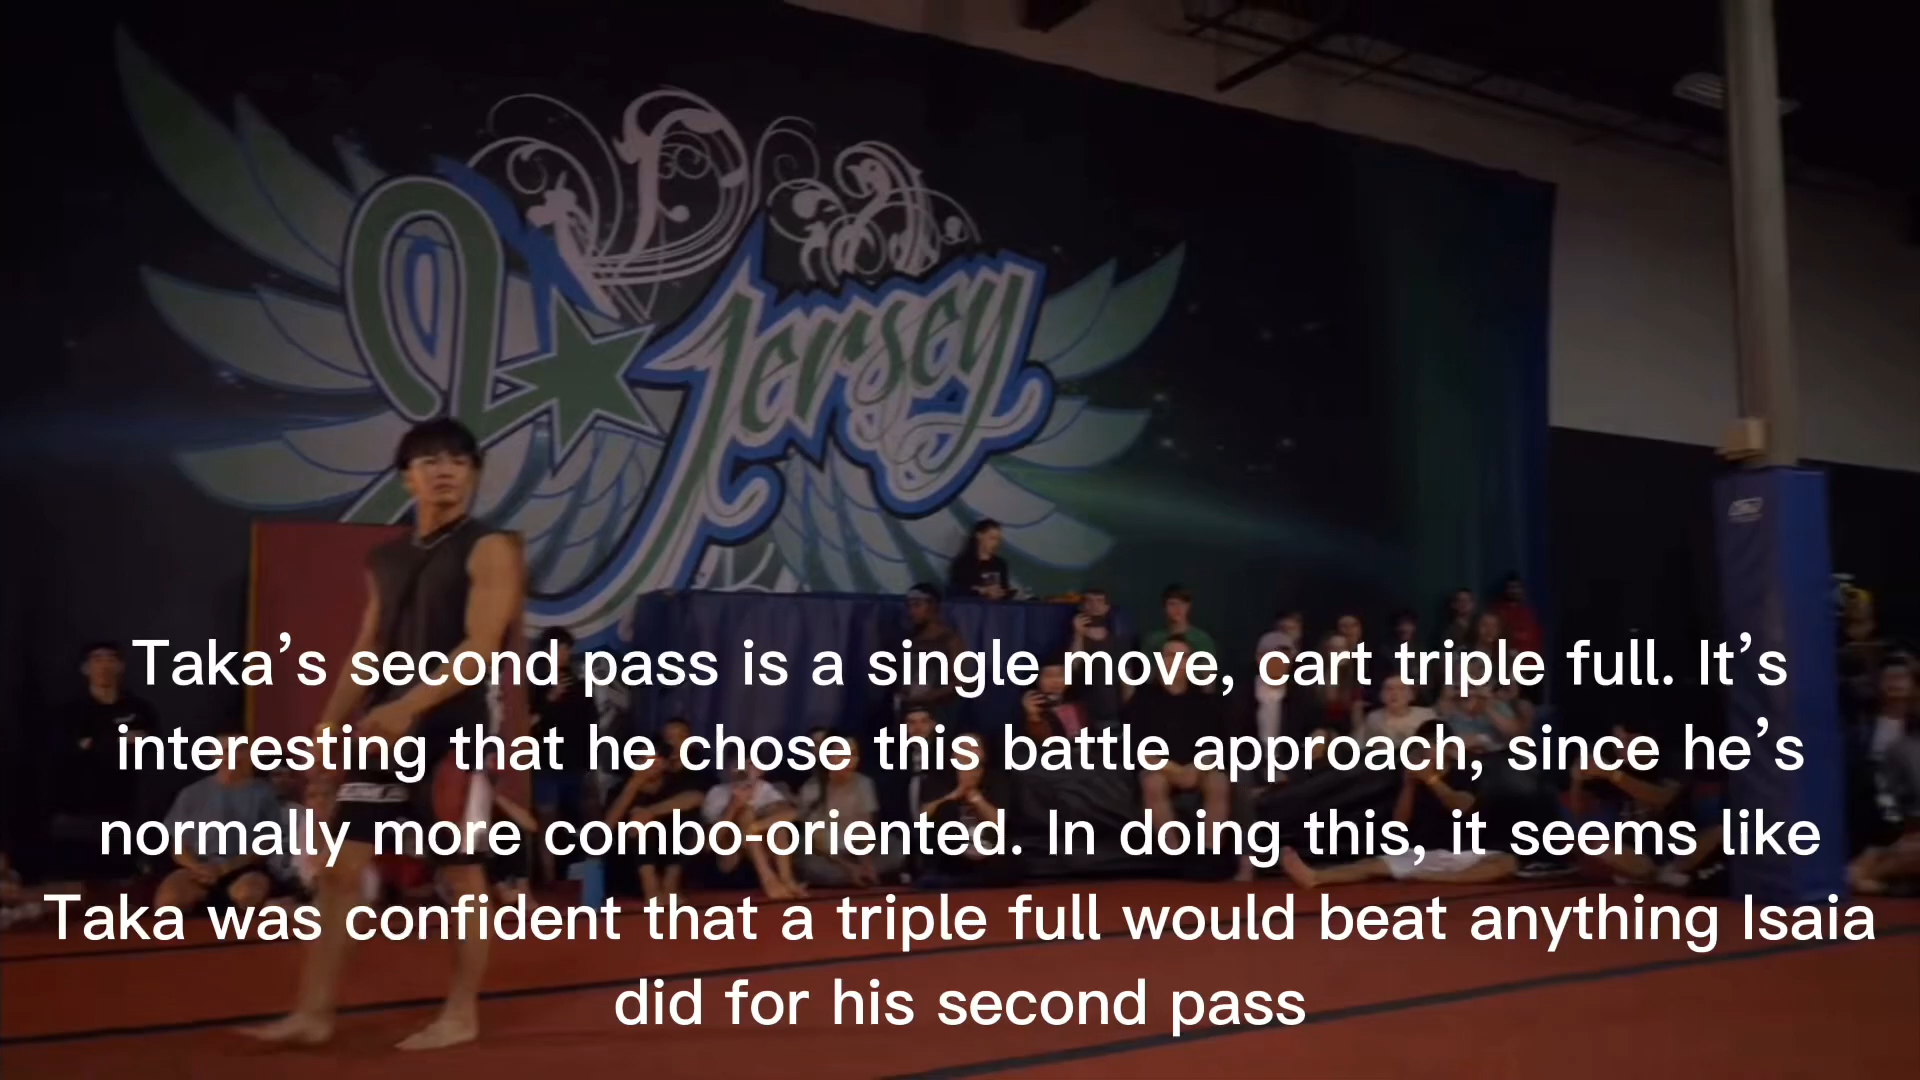 Jersey
Taka’s second pass is a single move, cart triple full. It’s
interesting that he chose this battle approach, since he’s
normally more combo-oriented. In doing this, it seems like
Taka was confident that a triple full would beat anything Isaia
did for his second pass